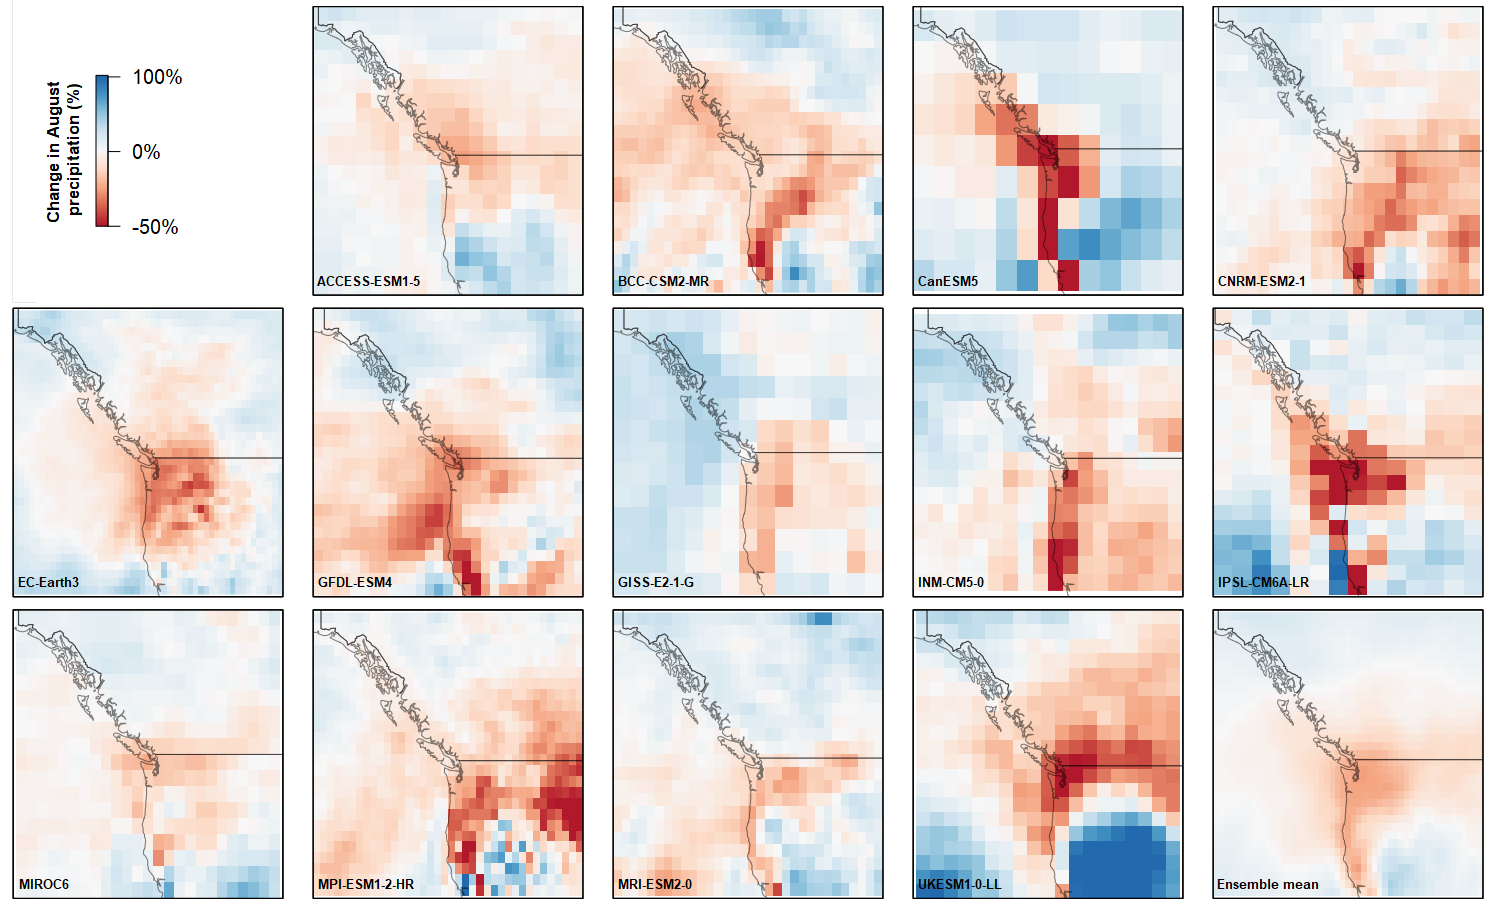 Change in August
precipitation (%)
100%
0%
-50%
ACCESS-ESM1-5
BCC-CSM2-MR
CanESM5
CNRM-ESM2-1
EC-Earth3
GFDL-ESM4
GISS-E2-1-G
INM-CM5-0
IPSL-CM6A-LR
MIROC6
MPI-ESM1-2-HR
MRI-ESM2-0
UKESM1-0-LL
Ensemble mean